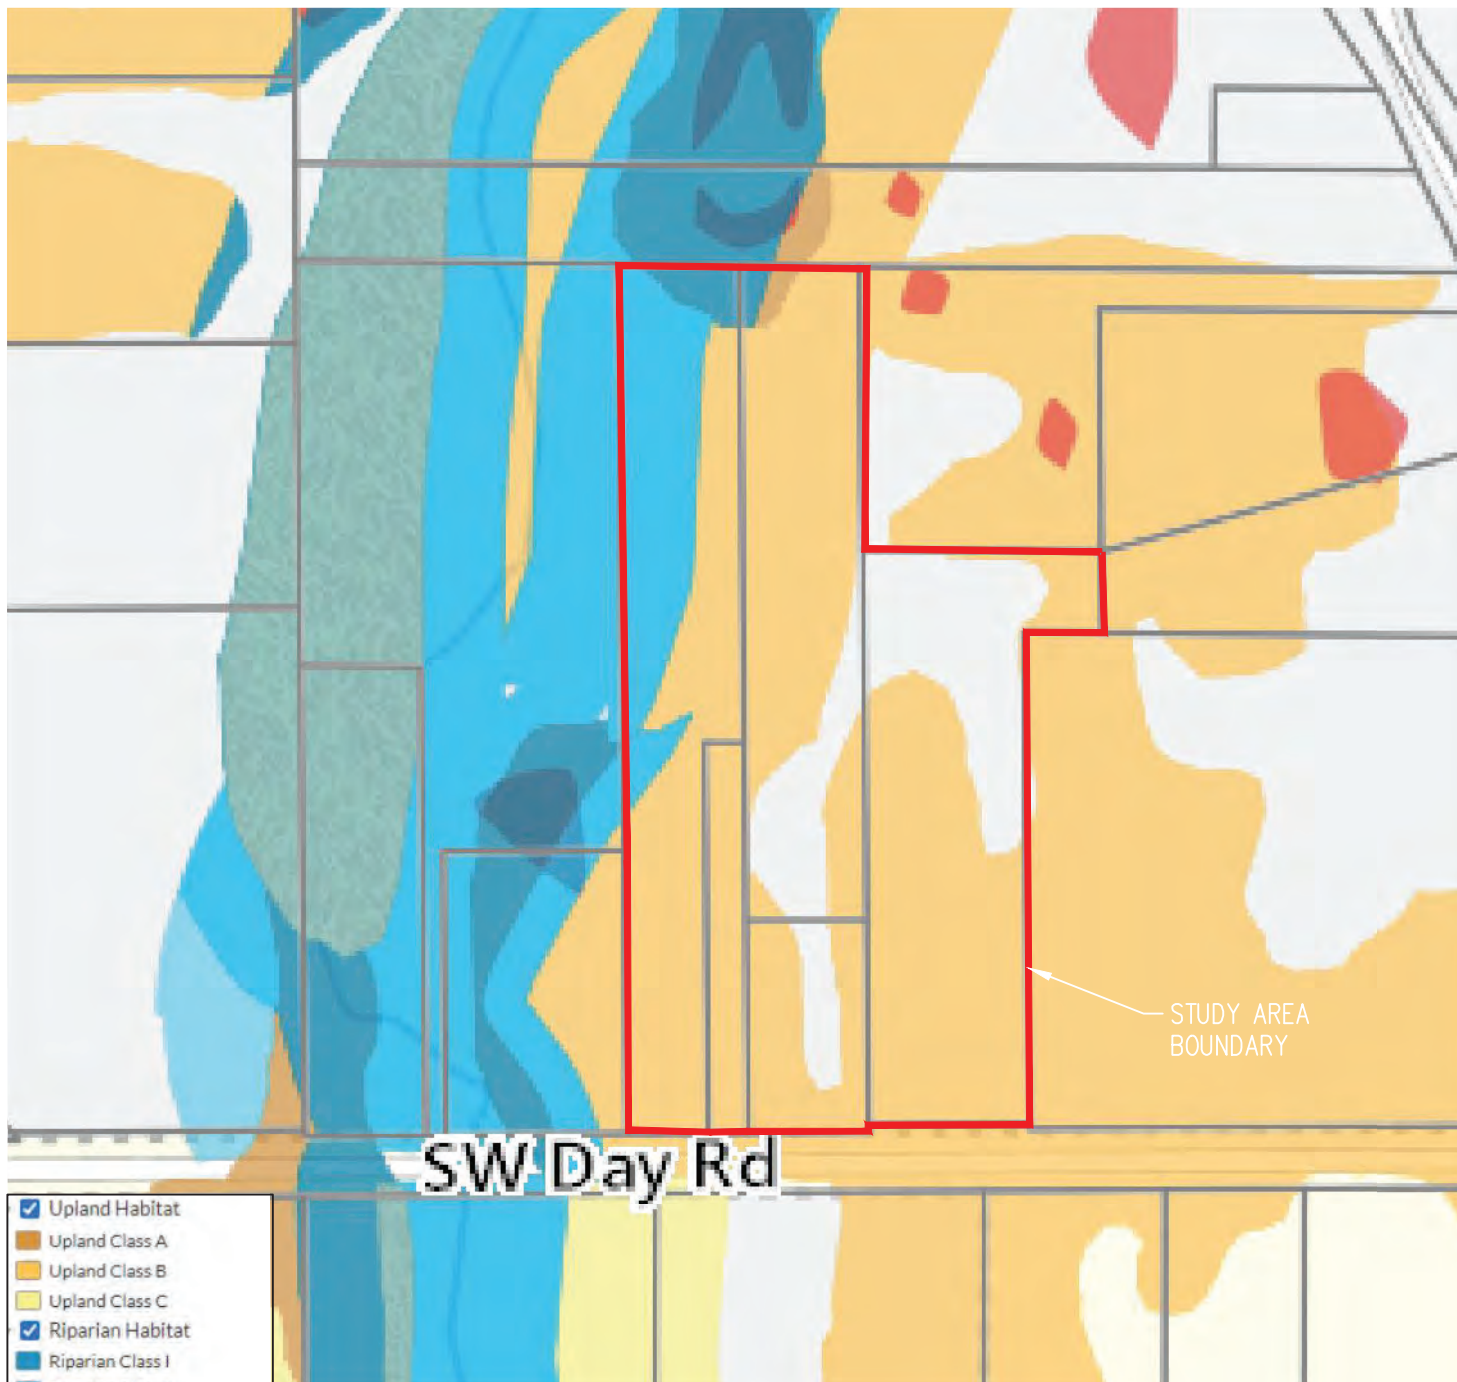 STUDY AREA
BOUNDARY
SW Day Rd
Upland Habitat
Upland Class A
Upland Class B
Upland Class C
Riparian Habitat
Riparian Class I